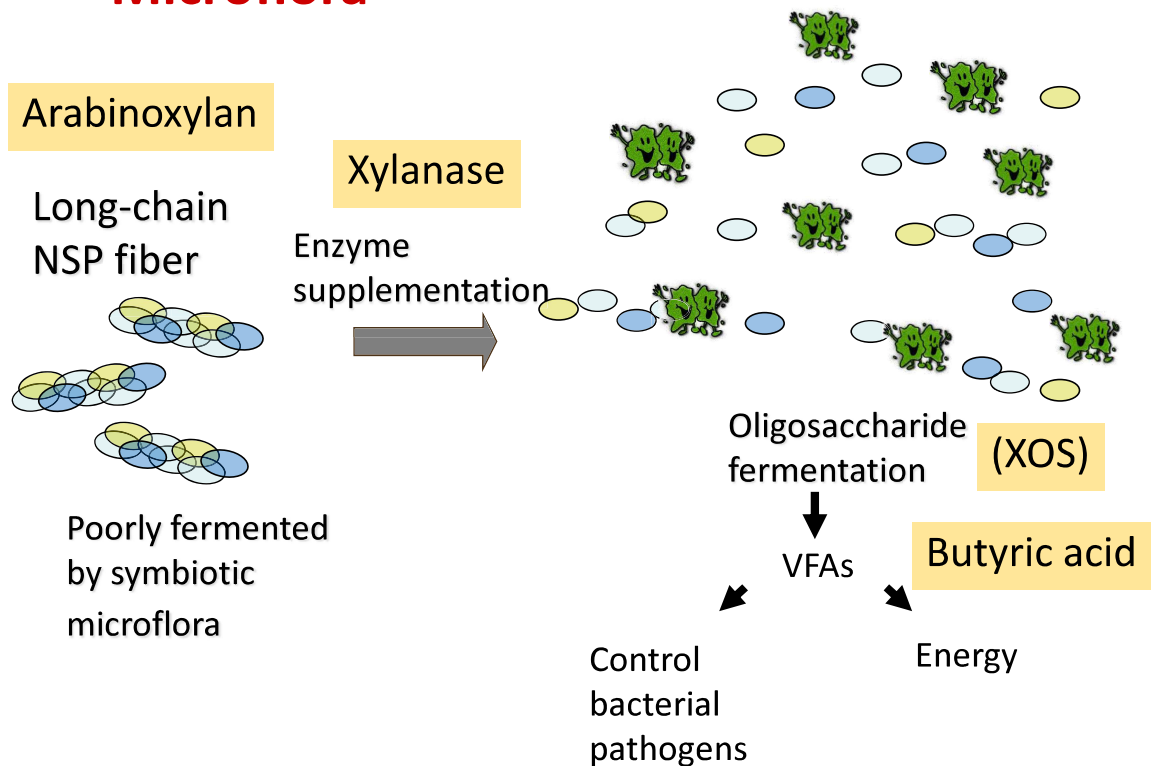 Microflora
Arabinoxylan
Long-chain
NSP fiber
Poorly fermented
by symbiotic
microflora
Xylanase
Enzyme
supplementation
Oligosaccharide
fermentation
(XOS)
VFAs
Butyric acid
Control
bacterial
pathogens
Energy